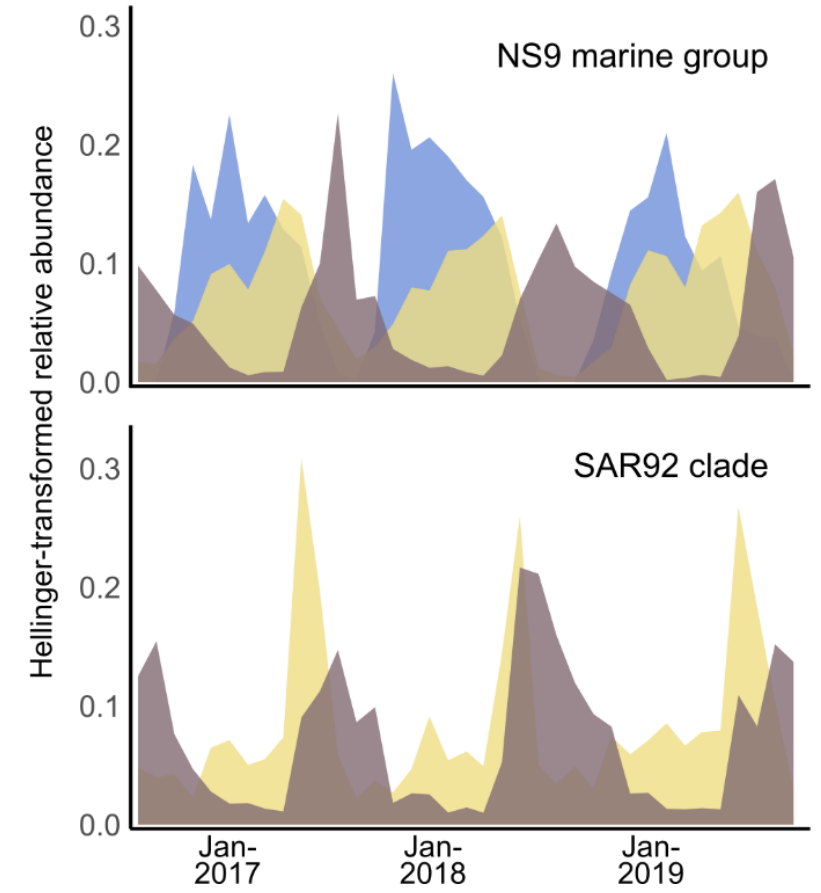 Hellinger-transformed relative abundance
NS9 marine group
0.3
0.2
0.1
0.0
SAR92 clade
0.3
0.2
0.1
0.0
Jan-
2017
Jan-
2018
Jan-
2019